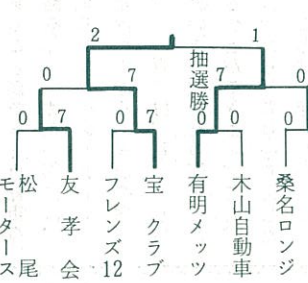 2 1
抽選勝
0 7 7 0
0 7 0 7 0 0 0
松尾モータース
友孝会
フレンズ12
宝クラブ
有明メッツ
木山自動車
桑名ロンジ